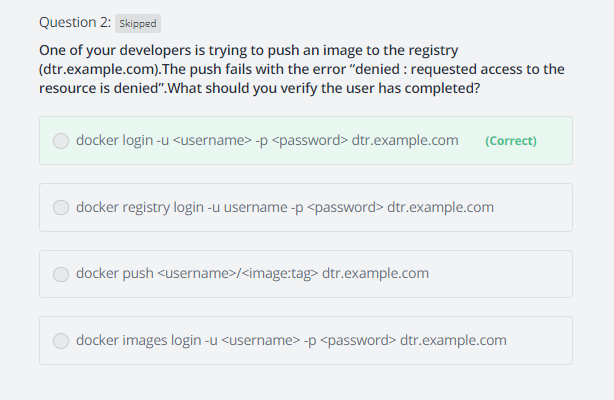 Question 2: Skipped
One of your developers is trying to push an image to the registry
(dtr.example.com).The push fails with the error “denied : requested access to the
resource is denied”.What should you verify the user has completed?
docker login -u <username> -p <password> dtr.example.com (Correct)
docker registry login -u username -p <password> dtr.example.com
docker push <username>/<image:tag> dtr.example.com
docker images login -u <username> -p <password> dtr.example.com